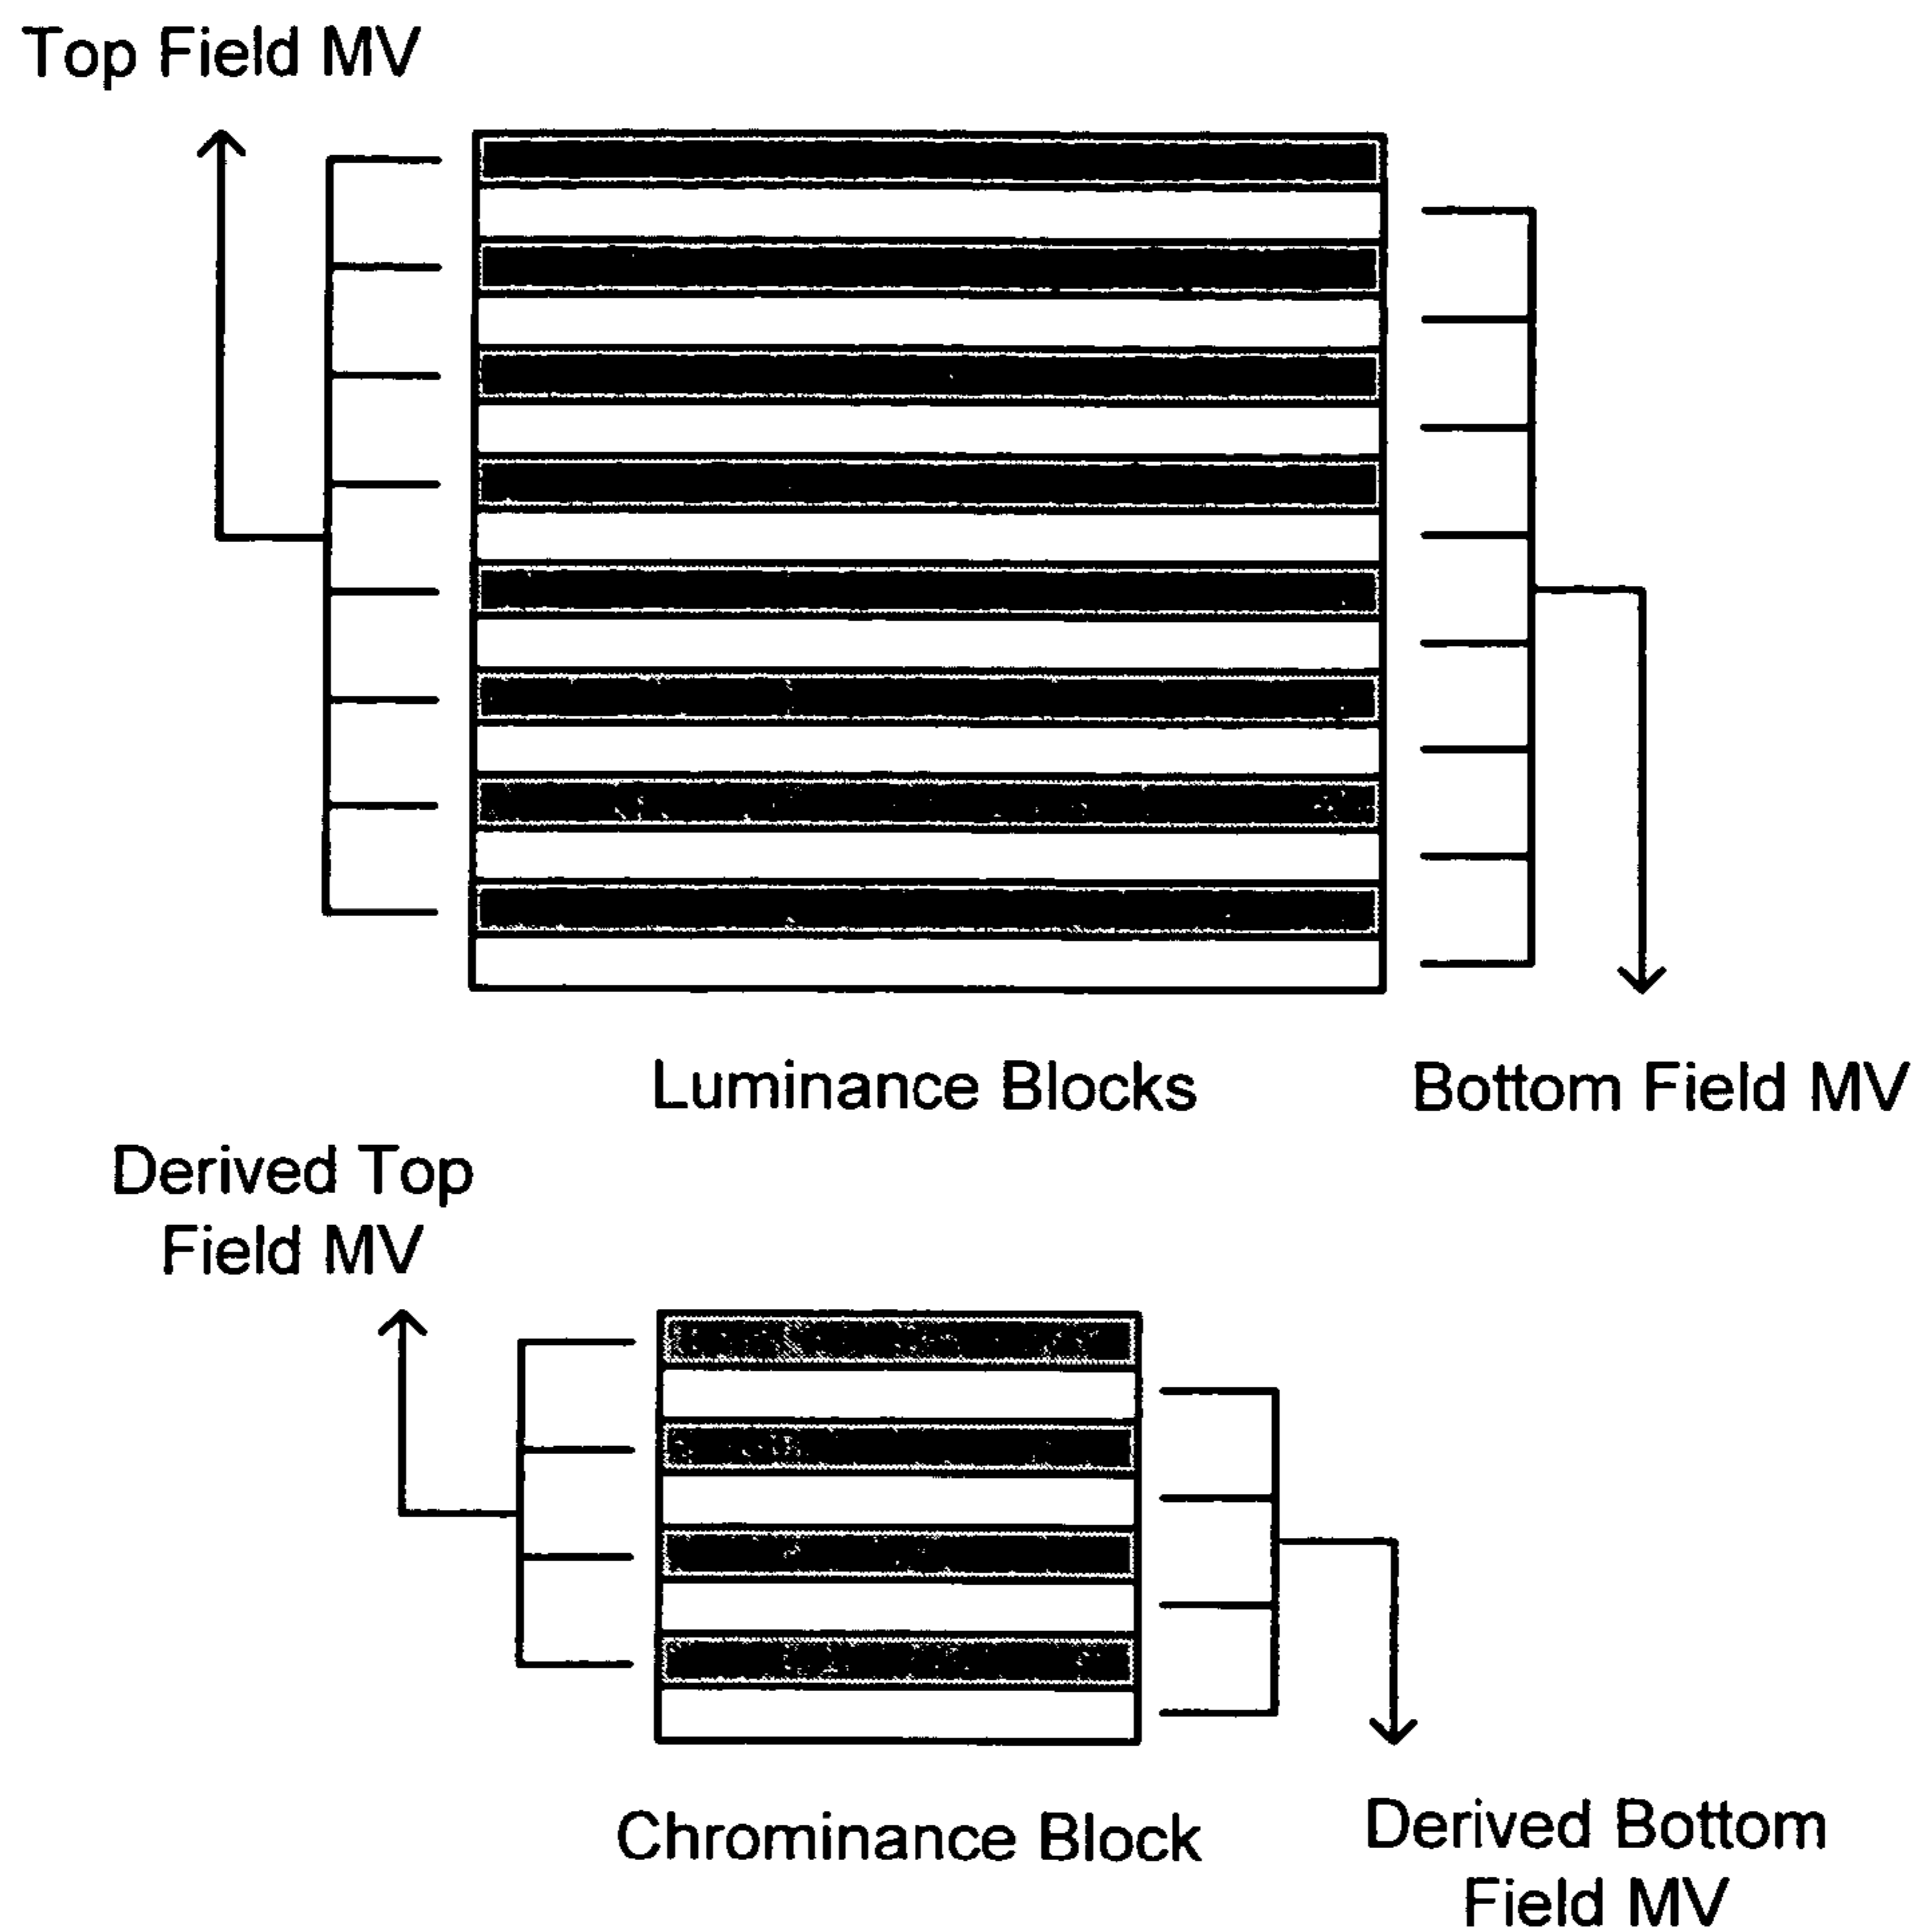 Top Field MV
Luminance Blocks
Bottom Field MV
Derived Top
Field MV
Chrominance Block
Derived Bottom
Field MV